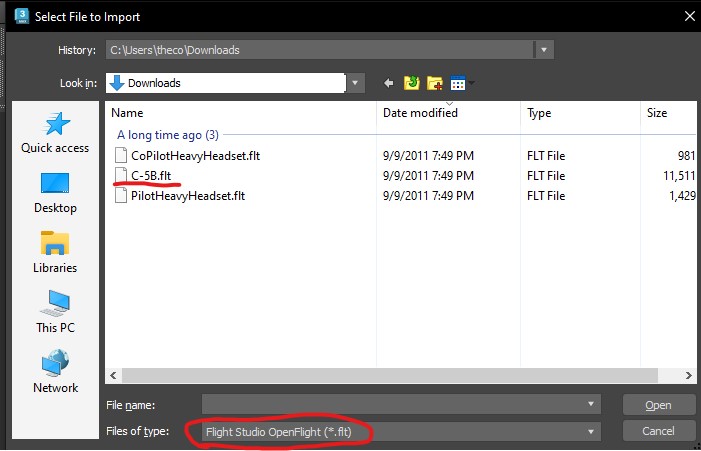 3
Select File to Import
History: C:\Users\theco\Downloads
Look in: Downloads
Quick access
Desktop
Libraries
This PC
Network
Name Date modified Type Size
A long time ago (3)
CoPilotHeavyHeadset.flt 9/9/2011 7:49 PM FLT File 981
C-5B.flt 9/9/2011 7:49 PM FLT File 11,511
PilotHeavyHeadset.flt 9/9/2011 7:49 PM FLT File 1,429
File name: Open
Files of type: Flight Studio OpenFlight (*.flt) Cancel